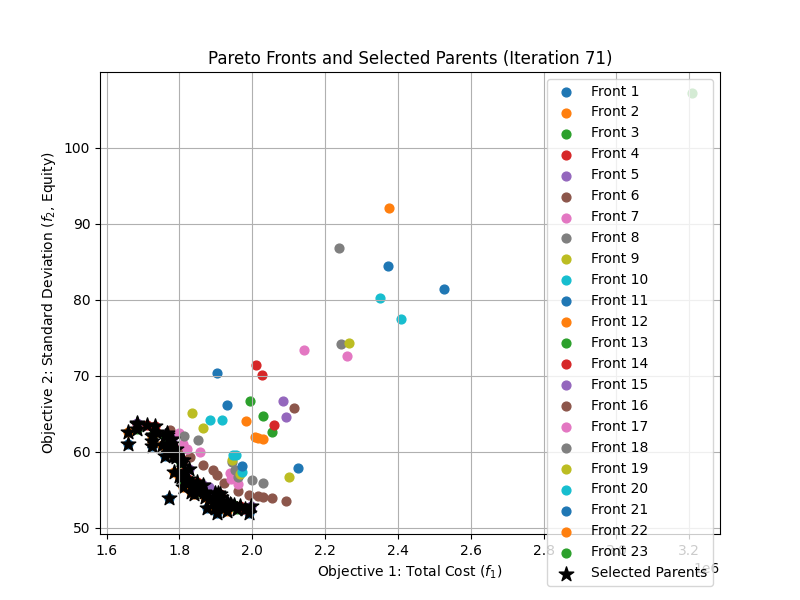 Pareto Fronts and Selected Parents (Iteration 71)
Objective 2: Standard Deviation (f₂, Equity)
100
90
80
70
60
50
1.6 1.8 2.0 2.2 2.4 2.6 2.8 3.0 3.2
1e6
Objective 1: Total Cost (f₁)
Front 1
Front 2
Front 3
Front 4
Front 5
Front 6
Front 7
Front 8
Front 9
Front 10
Front 11
Front 12
Front 13
Front 14
Front 15
Front 16
Front 17
Front 18
Front 19
Front 20
Front 21
Front 22
Front 23
Selected Parents